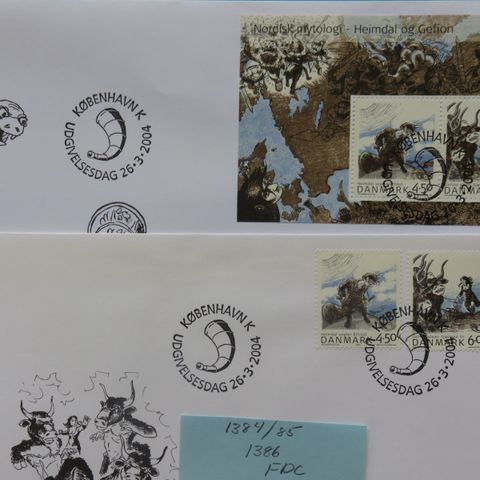 Nordisk mytologi - Heimdal og Gefion
KØBENHAVN K
UDGIVELSESDAG 26•3•2004
KØBENHAVN K
UDGIVELSESDAG 26•3•2004
DANMARK 4,50
DANMARK
KØBENHAVN K
UDGIVELSESDAG 26•3•2004
KØBENHAVN K
UDGIVELSESDAG 26•3•2004
DANMARK 4,50
DANMARK 6,0
1384/85
1386
FDC